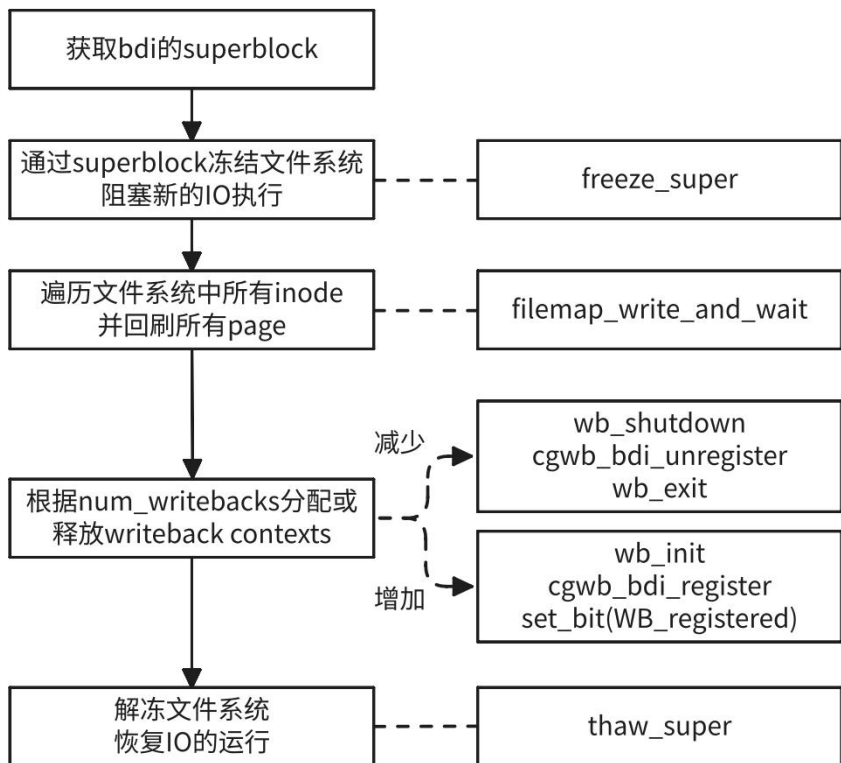 获取bdi的superblock
通过superblock冻结文件系统
阻塞新的IO执行
freeze_super
遍历文件系统中所有inode
并回刷所有page
filemap_write_and_wait
根据num_writebacks分配或
释放writeback contexts
减少
wb_shutdown
cgwb_bdi_unregister
wb_exit
增加
wb_init
cgwb_bdi_register
set_bit(WB_registered)
解冻文件系统
恢复IO的运行
thaw_super